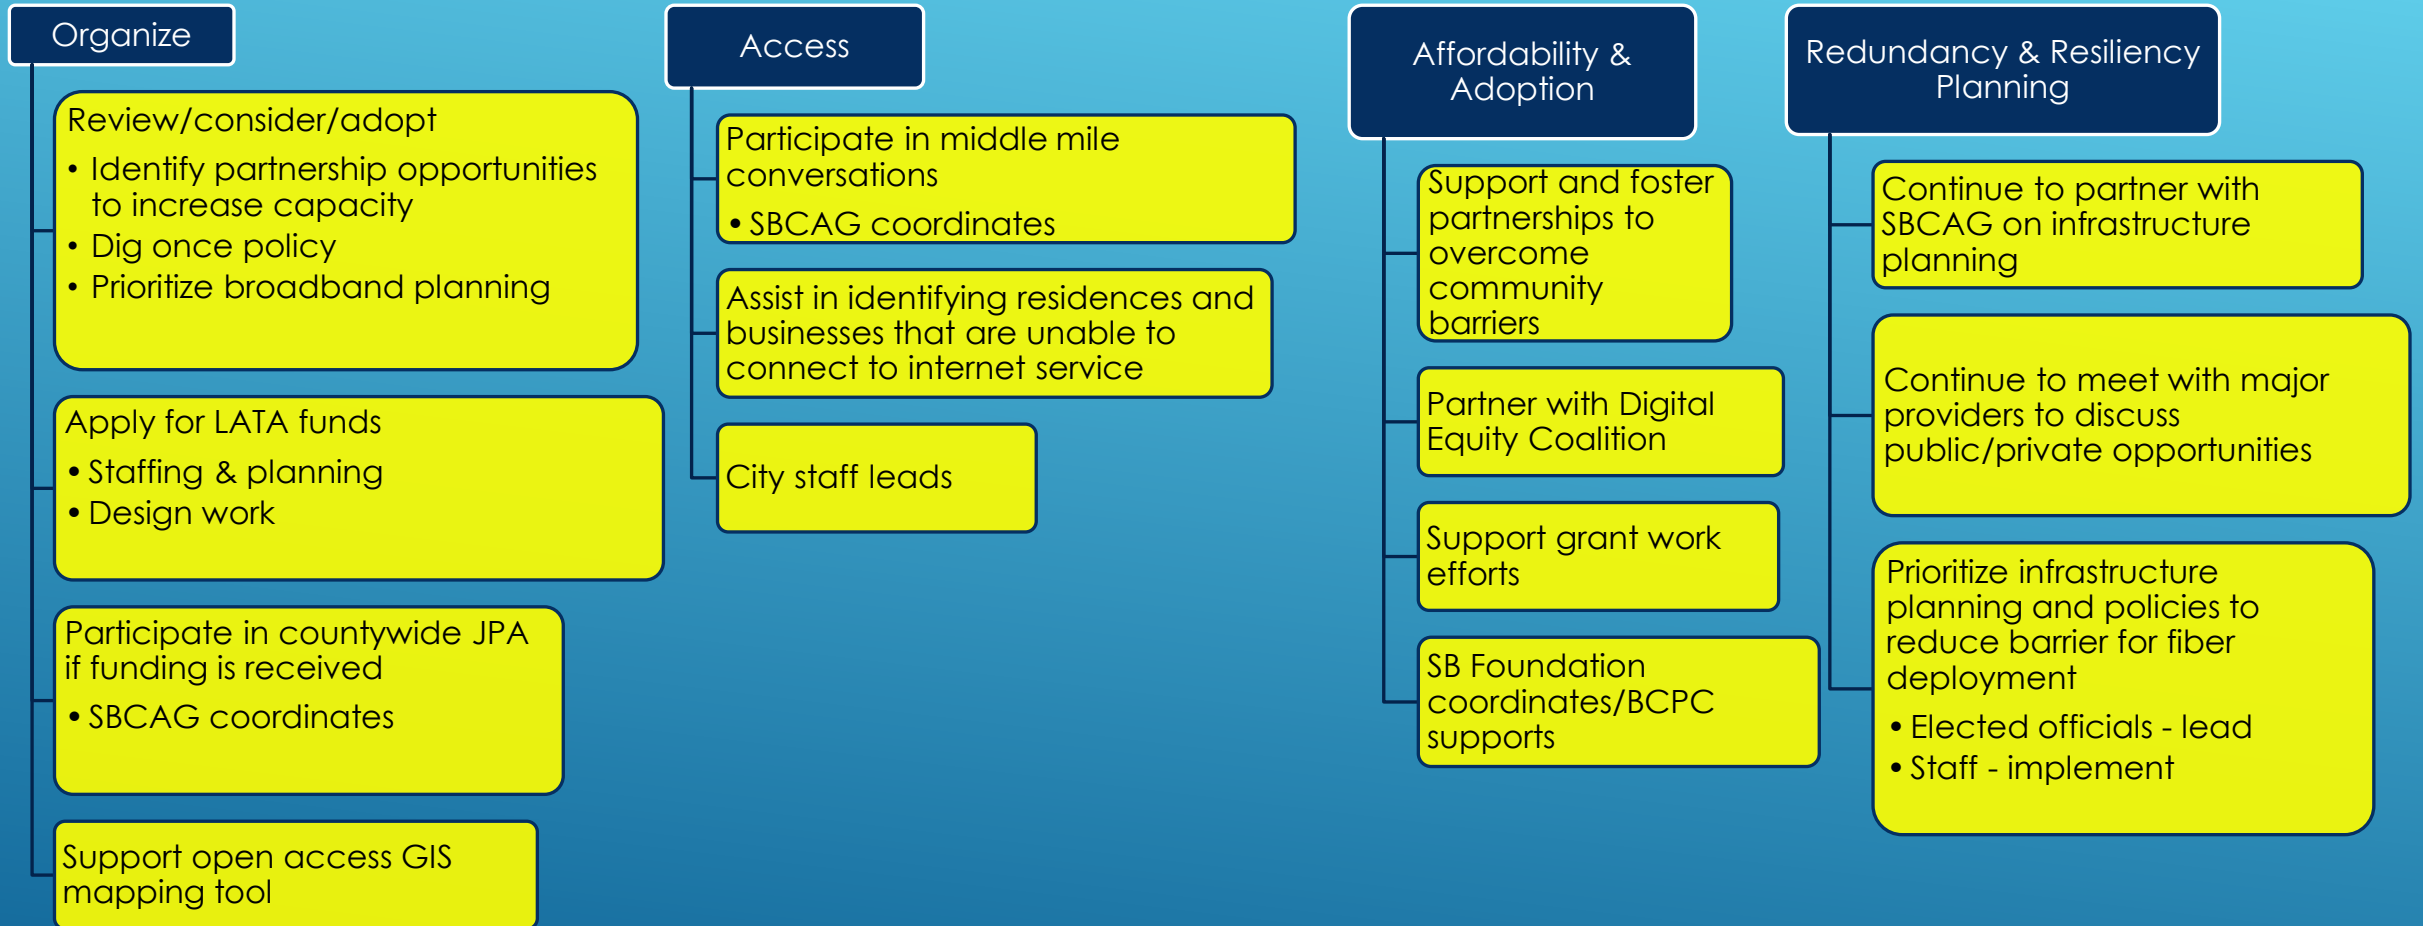 Organize
Review/consider/adopt
• Identify partnership opportunities
to increase capacity
• Dig once policy
• Prioritize broadband planning
Apply for LATA funds
• Staffing & planning
• Design work
Participate in countywide JPA
if funding is received
• SBCAG coordinates
Support open access GIS
mapping tool
Access
Participate in middle mile
conversations
• SBCAG coordinates
Assist in identifying residences and
businesses that are unable to
connect to internet service
City staff leads
Affordability &
Adoption
Support and foster
partnerships to
overcome
community
barriers
Partner with Digital
Equity Coalition
Support grant work
efforts
SB Foundation
coordinates/BCPC
supports
Redundancy & Resiliency
Planning
Continue to partner with
SBCAG on infrastructure
planning
Continue to meet with major
providers to discuss
public/private opportunities
Prioritize infrastructure
planning and policies to
reduce barrier for fiber
deployment
• Elected officials - lead
• Staff - implement